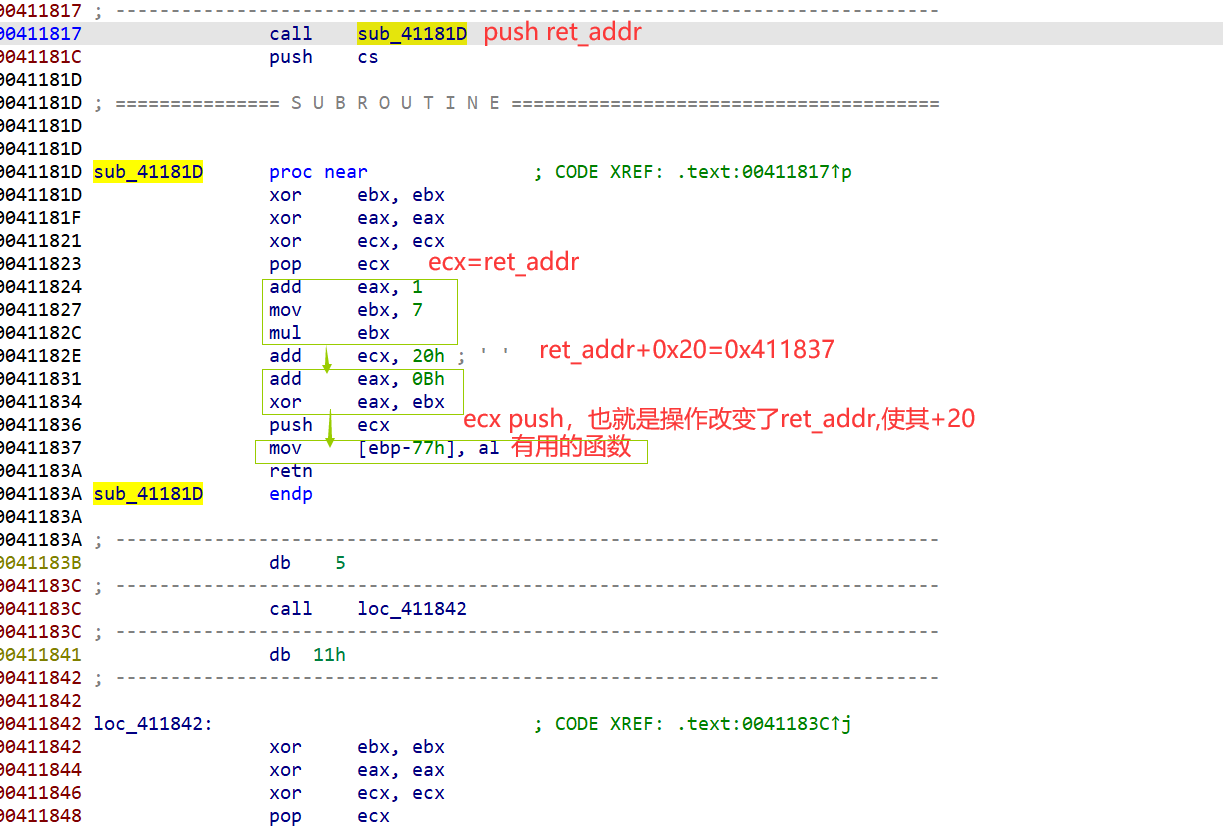 00411817 ; ---------------------------------------------------------------------------
00411817 call sub_41181D push ret_addr
0041181C push cs
0041181D
0041181D ; =============== S U B R O U T I N E =======================================
0041181D
0041181D
0041181D sub_41181D proc near ; CODE XREF: .text:00411817↑p
0041181D xor ebx, ebx
0041181F xor eax, eax
00411821 xor ecx, ecx
00411823 pop ecx ecx=ret_addr
00411824 add eax, 1
00411827 mov ebx, 7
0041182C mul ebx
0041182E add ecx, 20h ; ' ' ret_addr+0x20=0x411837
00411831 add eax, 0Bh
00411834 xor eax, ebx
00411836 push ecx ecx push，也就是操作改变了ret_addr,使其+20
00411837 mov [ebp-77h], al 有用的函数
0041183A retn
0041183A sub_41181D endp
0041183A
0041183A ; ---------------------------------------------------------------------------
0041183B db 5
0041183C ; ---------------------------------------------------------------------------
0041183C call loc_411842
0041183C ; ---------------------------------------------------------------------------
00411841 db 11h
00411842 ; ---------------------------------------------------------------------------
00411842
00411842 loc_411842: ; CODE XREF: .text:0041183C↑j
00411842 xor ebx, ebx
00411844 xor eax, eax
00411846 xor ecx, ecx
00411848 pop ecx